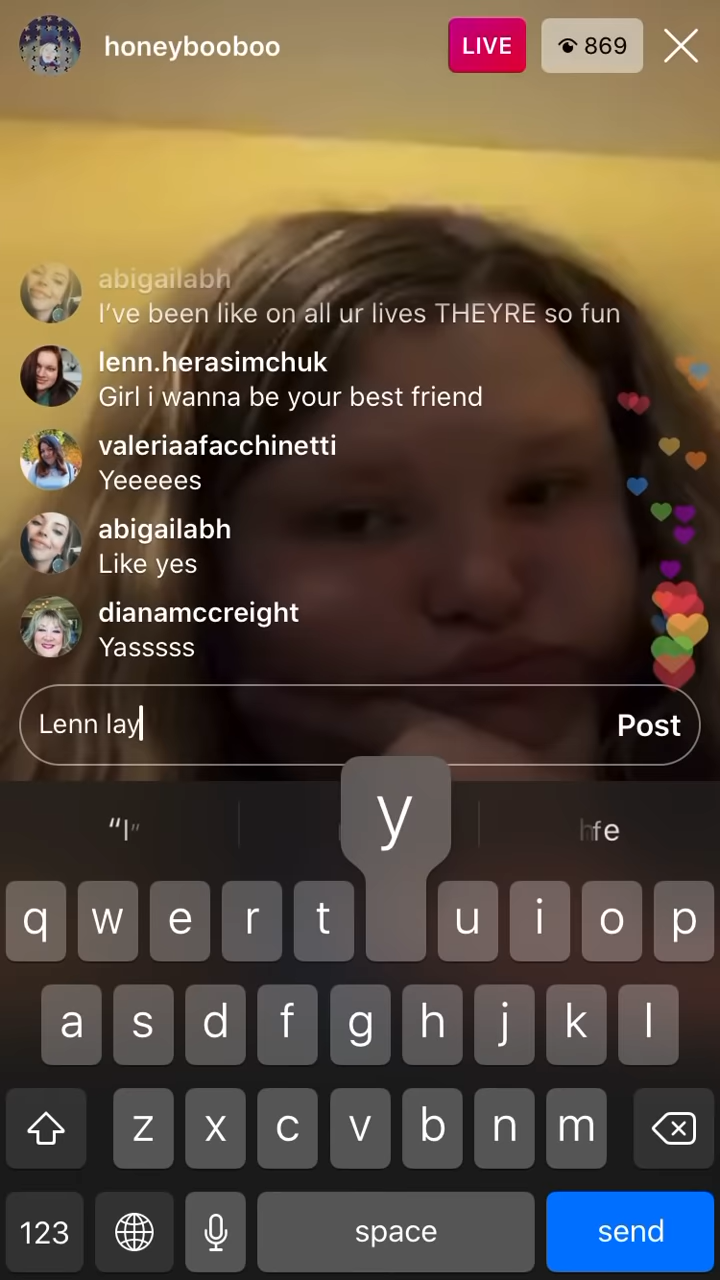 honeybooboo
LIVE
869
abigailabh
I've been like on all ur lives THEYRE so fun
lenn.herasimchuk
Girl i wanna be your best friend
valeriaafacchinetti
Yeeeees
abigailabh
Like yes
dianamccreight
Yasssss
Lenn lay
Post
y
q w e r t u i o p
a s d f g h j k l
z x c v b n m
123
space
send